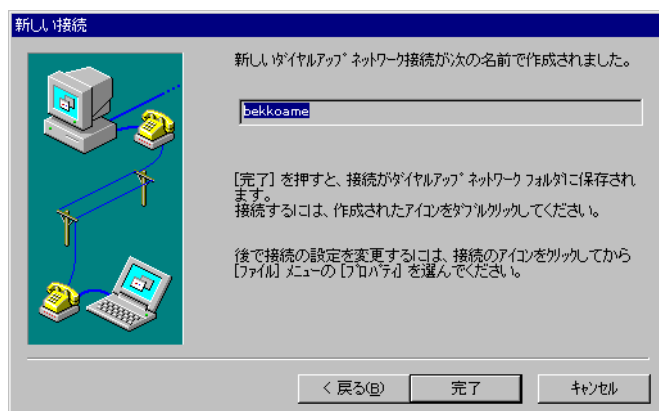 新しい接続
新しいﾀﾞｲﾔﾙｱｯﾌﾟ ﾈｯﾄﾜｰｸ接続が次の名前で作成されました。
bekkoame
[完了] を押すと、接続がﾀﾞｲﾔﾙｱｯﾌﾟ ﾈｯﾄﾜｰｸ ﾌｫﾙﾀﾞに保存され
ます。
接続するには、作成されたｱｲｺﾝをﾀﾞﾌﾞﾙｸﾘｯｸしてください。
後で接続の設定を変更するには、接続のｱｲｺﾝをｸﾘｯｸしてから
[ﾌｧｲﾙ] ﾒﾆｭｰの [ﾌﾟﾛﾊﾟﾃｨ] を選んでください。
< 戻る(B)
完了
ｷｬﾝｾﾙ